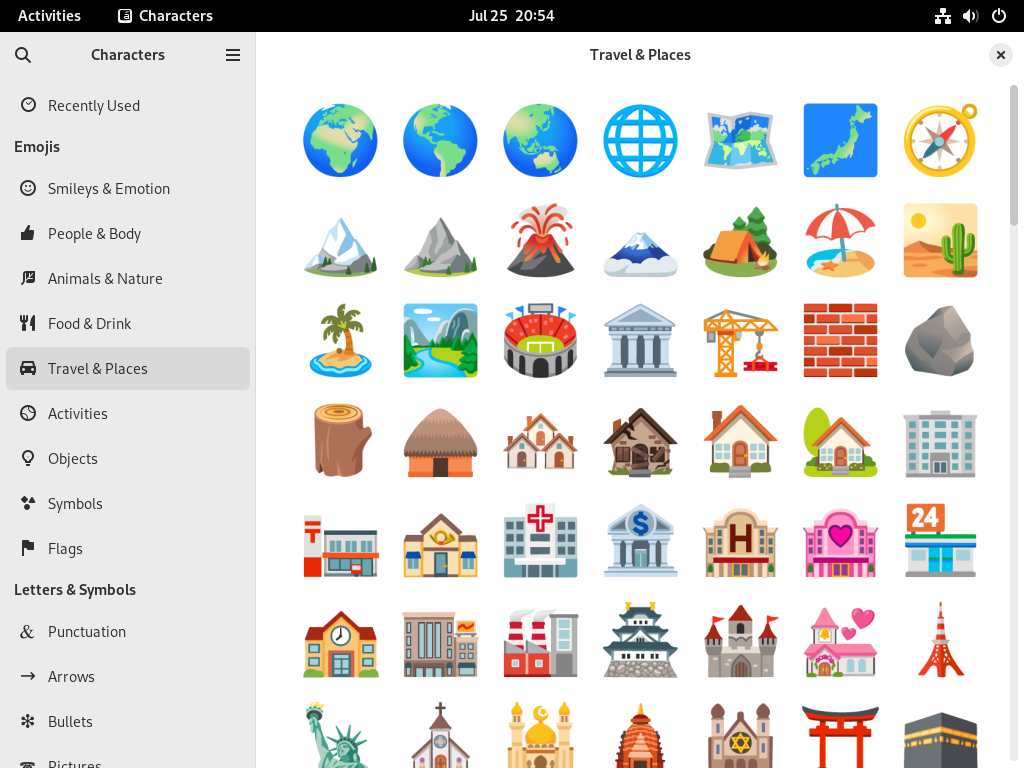 Activities
Characters
Jul 25 20:54
Characters
Travel & Places
Recently Used
Emojis
Smileys & Emotion
People & Body
Animals & Nature
Food & Drink
Travel & Places
Activities
Objects
Symbols
Flags
Letters & Symbols
& Punctuation
→ Arrows
✻ Bullets
Pictures
$
H
24